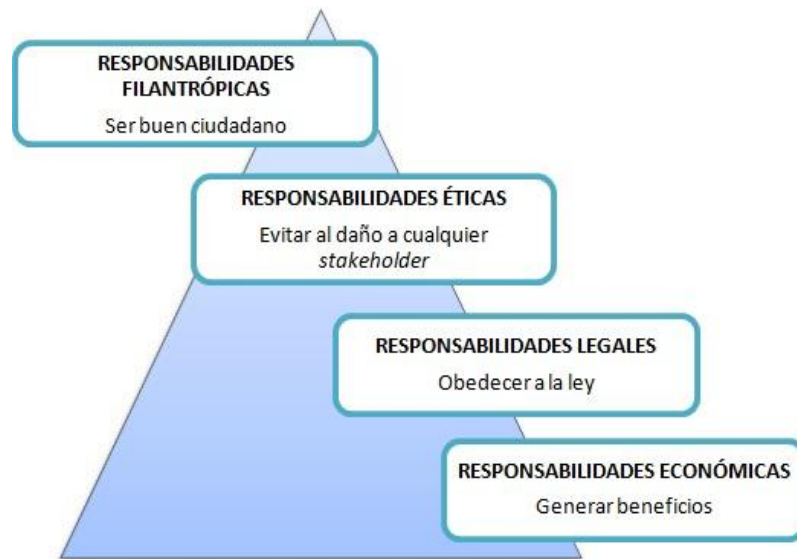 RESPONSABILIDADES
FILANTRÓPICAS
Ser buen ciudadano
RESPONSABILIDADES ÉTICAS
Evitar al daño a cualquier
stakeholder
RESPONSABILIDADES LEGALES
Obedecer a la ley
RESPONSABILIDADES ECONÓMICAS
Generar beneficios